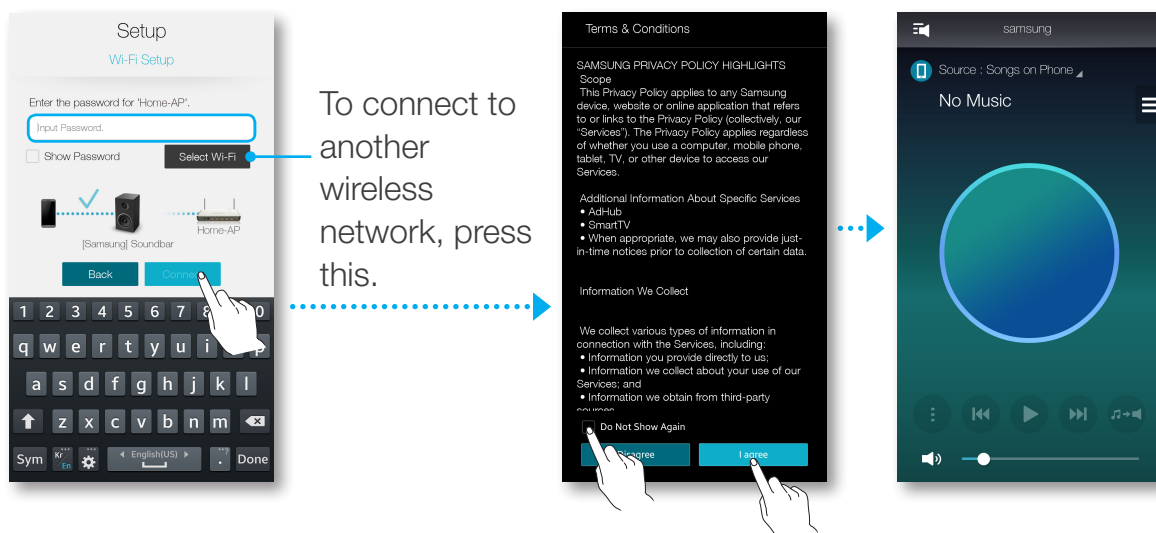 Setup
Wi-Fi Setup
Enter the password for 'Home-AP'.
Input Password.
Show Password
Select Wi-Fi
Home-AP
[Samsung] Soundbar
Back
Connect
1 2 3 4 5 6 7 8 0
q w e r t y u i p
a s d f g h j k l
z x c v b n m
Sym Kr En English(US) . Done
To connect to
another
wireless
network, press
this.
Terms & Conditions
SAMSUNG PRIVACY POLICY HIGHLIGHTS
Scope
This Privacy Policy applies to any Samsung
device, website or online application that refers
to or links to the Privacy Policy (collectively, our
“Services”). The Privacy Policy applies regardless
of whether you use a computer, mobile phone,
tablet, TV, or other device to access our
Services.
Additional Information About Specific Services
• AdHub
• SmartTV
• When appropriate, we may also provide just-
in-time notices prior to collection of certain data.
Information We Collect
We collect various types of information in
connection with the Services, including:
• Information you provide directly to us;
• Information we collect about your use of our
Services; and
• Information we obtain from third-party
sources
Do Not Show Again
Disagree
I agree
samsung
Source : Songs on Phone
No Music